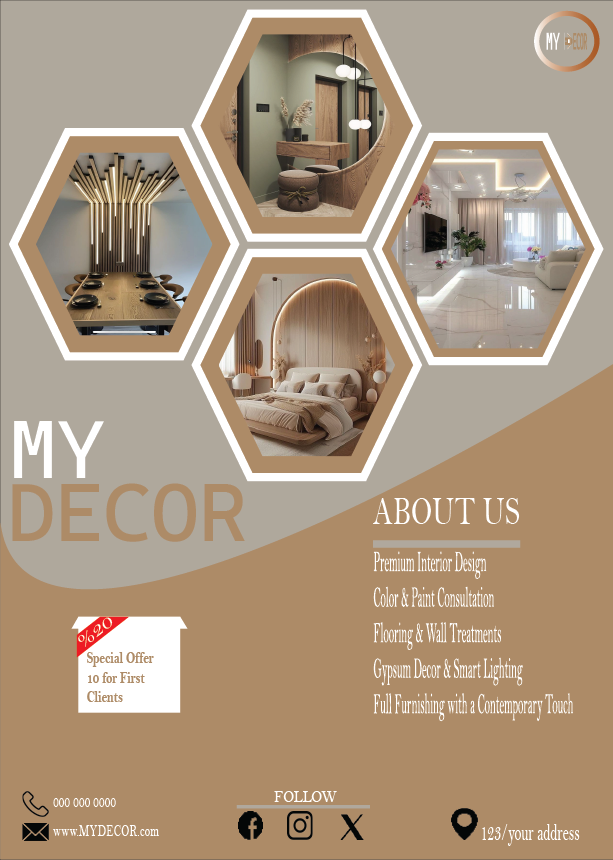 MY DECOR
MY
DECOR
ABOUT US
Premium Interior Design
Color & Paint Consultation
Flooring & Wall Treatments
Gypsum Decor & Smart Lighting
Full Furnishing with a Contemporary Touch
%20
Special Offer
10 for First
Clients
FOLLOW
000 000 0000
www.MYDECOR.com
123/your address